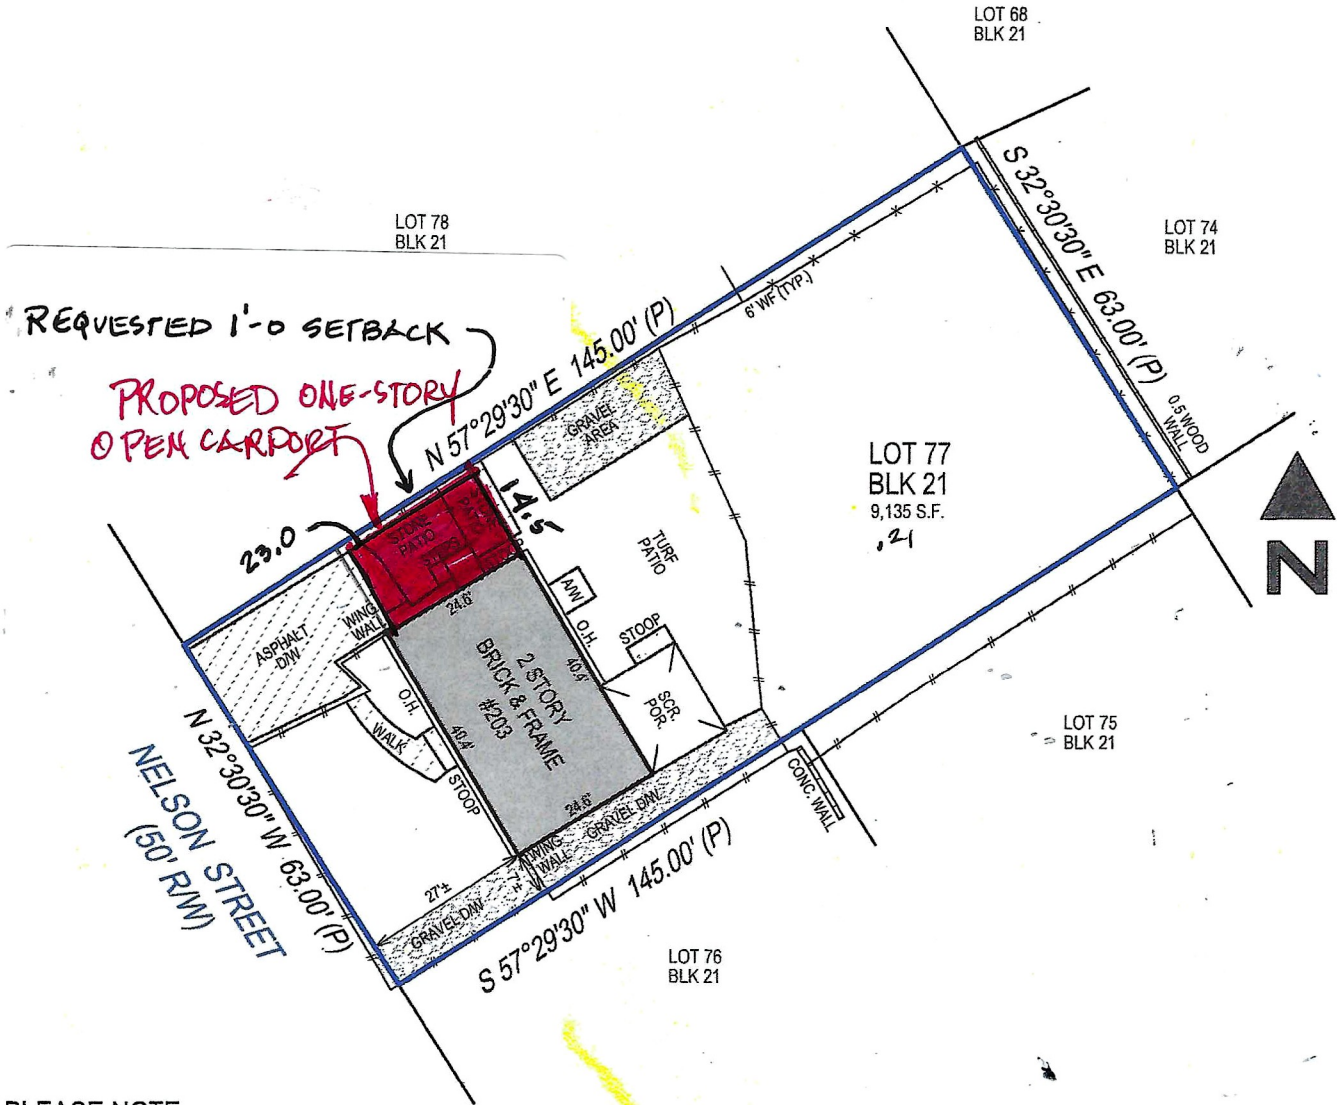 LOT 68
BLK 21
LOT 78
BLK 21
S 32°30'30" E 63.00' (P)
LOT 74
BLK 21
REQUESTED 1'-0 SETBACK
PROPOSED ONE-STORY
OPEN CARPORT
N 57°29'30" E 145.00' (P)
6' WF (TYP.)
0.5 WOOD
WALL
GRAVEL
AREA
LOT 77
BLK 21
9,135 S.F.
.21
N
23.0
14.5
STONE
PATIO
TURF
PATIO
24.6'
A/W
O.H.
STOOP
WING
WALL
ASPHALT
D/W
O.H.
WALK
STOOP
40.4'
40.4'
2 STORY
BRICK & FRAME
#203
SCR.
POR.
24.6'
GRAVEL D/W
CONC. WALL
LOT 75
BLK 21
N 32°30'30" W 63.00' (P)
NELSON STREET
(50' R/W)
27'±
WING
WALL
GRAVEL D/W
S 57°29'30" W 145.00' (P)
LOT 76
BLK 21
PLEASE NOTE